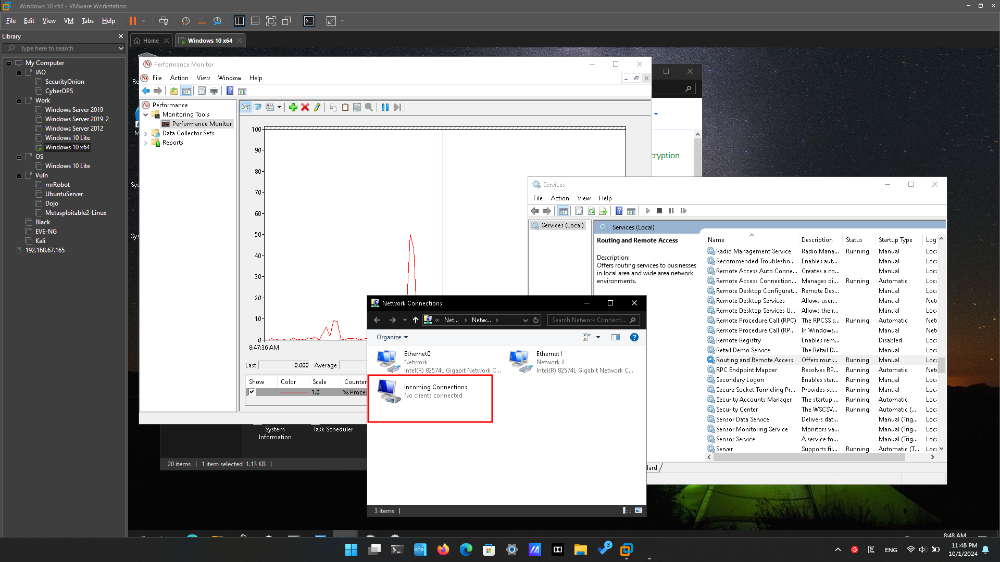 Windows 10 x64 - VMware Workstation
File Edit View VM Tabs Help
Library
Type here to search
My Computer
IAO
SecurityOnion
CyberOPS
Work
Windows Server 2019
Windows Server 2019_2
Windows Server 2012
Windows 10 Lite
Windows 10 x64
OS
Windows 10 Lite
Vuln
mrRobot
UbuntuServer
Dojo
Metasploitable2-Linux
Black
EVE-NG
Kali
192.168.67.165
Home
Windows 10 x64
Performance Monitor
File Action View Window Help
Performance
Monitoring Tools
Performance Monitor
Data Collector Sets
Reports
100
90
80
70
60
50
40
30
20
10
0
8:47:36 AM
Last 0.000 Average
Show Color Scale Counter
1.0 % Proce
System Information
Task Scheduler
20 items 1 item selected 1.13 KB
cryption
Services
File Action View Help
Services (Local)
Services (Local)
Routing and Remote Access
Description:
Offers routing services to businesses
in local area and wide area network
environments.
Name Description Status Startup Type Log
Radio Management Service Radio Mana... Running Manual Loc
Recommended Troublesho... Enables aut... Manual Loc
Remote Access Auto Conne... Creates a co... Manual Loc
Remote Access Connection... Manages di... Running Automatic Loc
Remote Desktop Configurat... Remote Des... Manual Loc
Remote Desktop Services Allows user... Manual Net
Remote Desktop Services U... Allows the r... Manual Loc
Remote Procedure Call (RPC) The RPCSS s... Running Automatic Net
Remote Procedure Call (RP... In Windows... Manual Net
Remote Registry Enables rem... Disabled Loc
Retail Demo Service The Retail D... Manual Loc
Routing and Remote Access Offers routi... Running Manual Loc
RPC Endpoint Mapper Resolves RP... Running Automatic Net
Secondary Logon Enables star... Running Manual Loc
Secure Socket Tunneling Pr... Provides su... Running Manual Loc
Security Accounts Manager The startup ... Running Automatic Loc
Security Center The WSCSV... Running Automatic (... Loc
Sensor Data Service Delivers dat... Manual (Trig... Loc
Sensor Monitoring Service Monitors va... Manual (Trig... Loc
Sensor Service A service fo... Manual (Trig... Loc
Server Supports fil... Running Automatic (T... Loc
dard
Network Connections
« Net... Netw...
Search Network Connecti...
Organize
Ethernet0
Network
Intel(R) 82574L Gigabit Network C...
Ethernet1
Network 2
Intel(R) 82574L Gigabit Network C...
Incoming Connections
No clients connected
3 items
8:48 AM
one
3
ENG
11:48 PM
10/1/2024